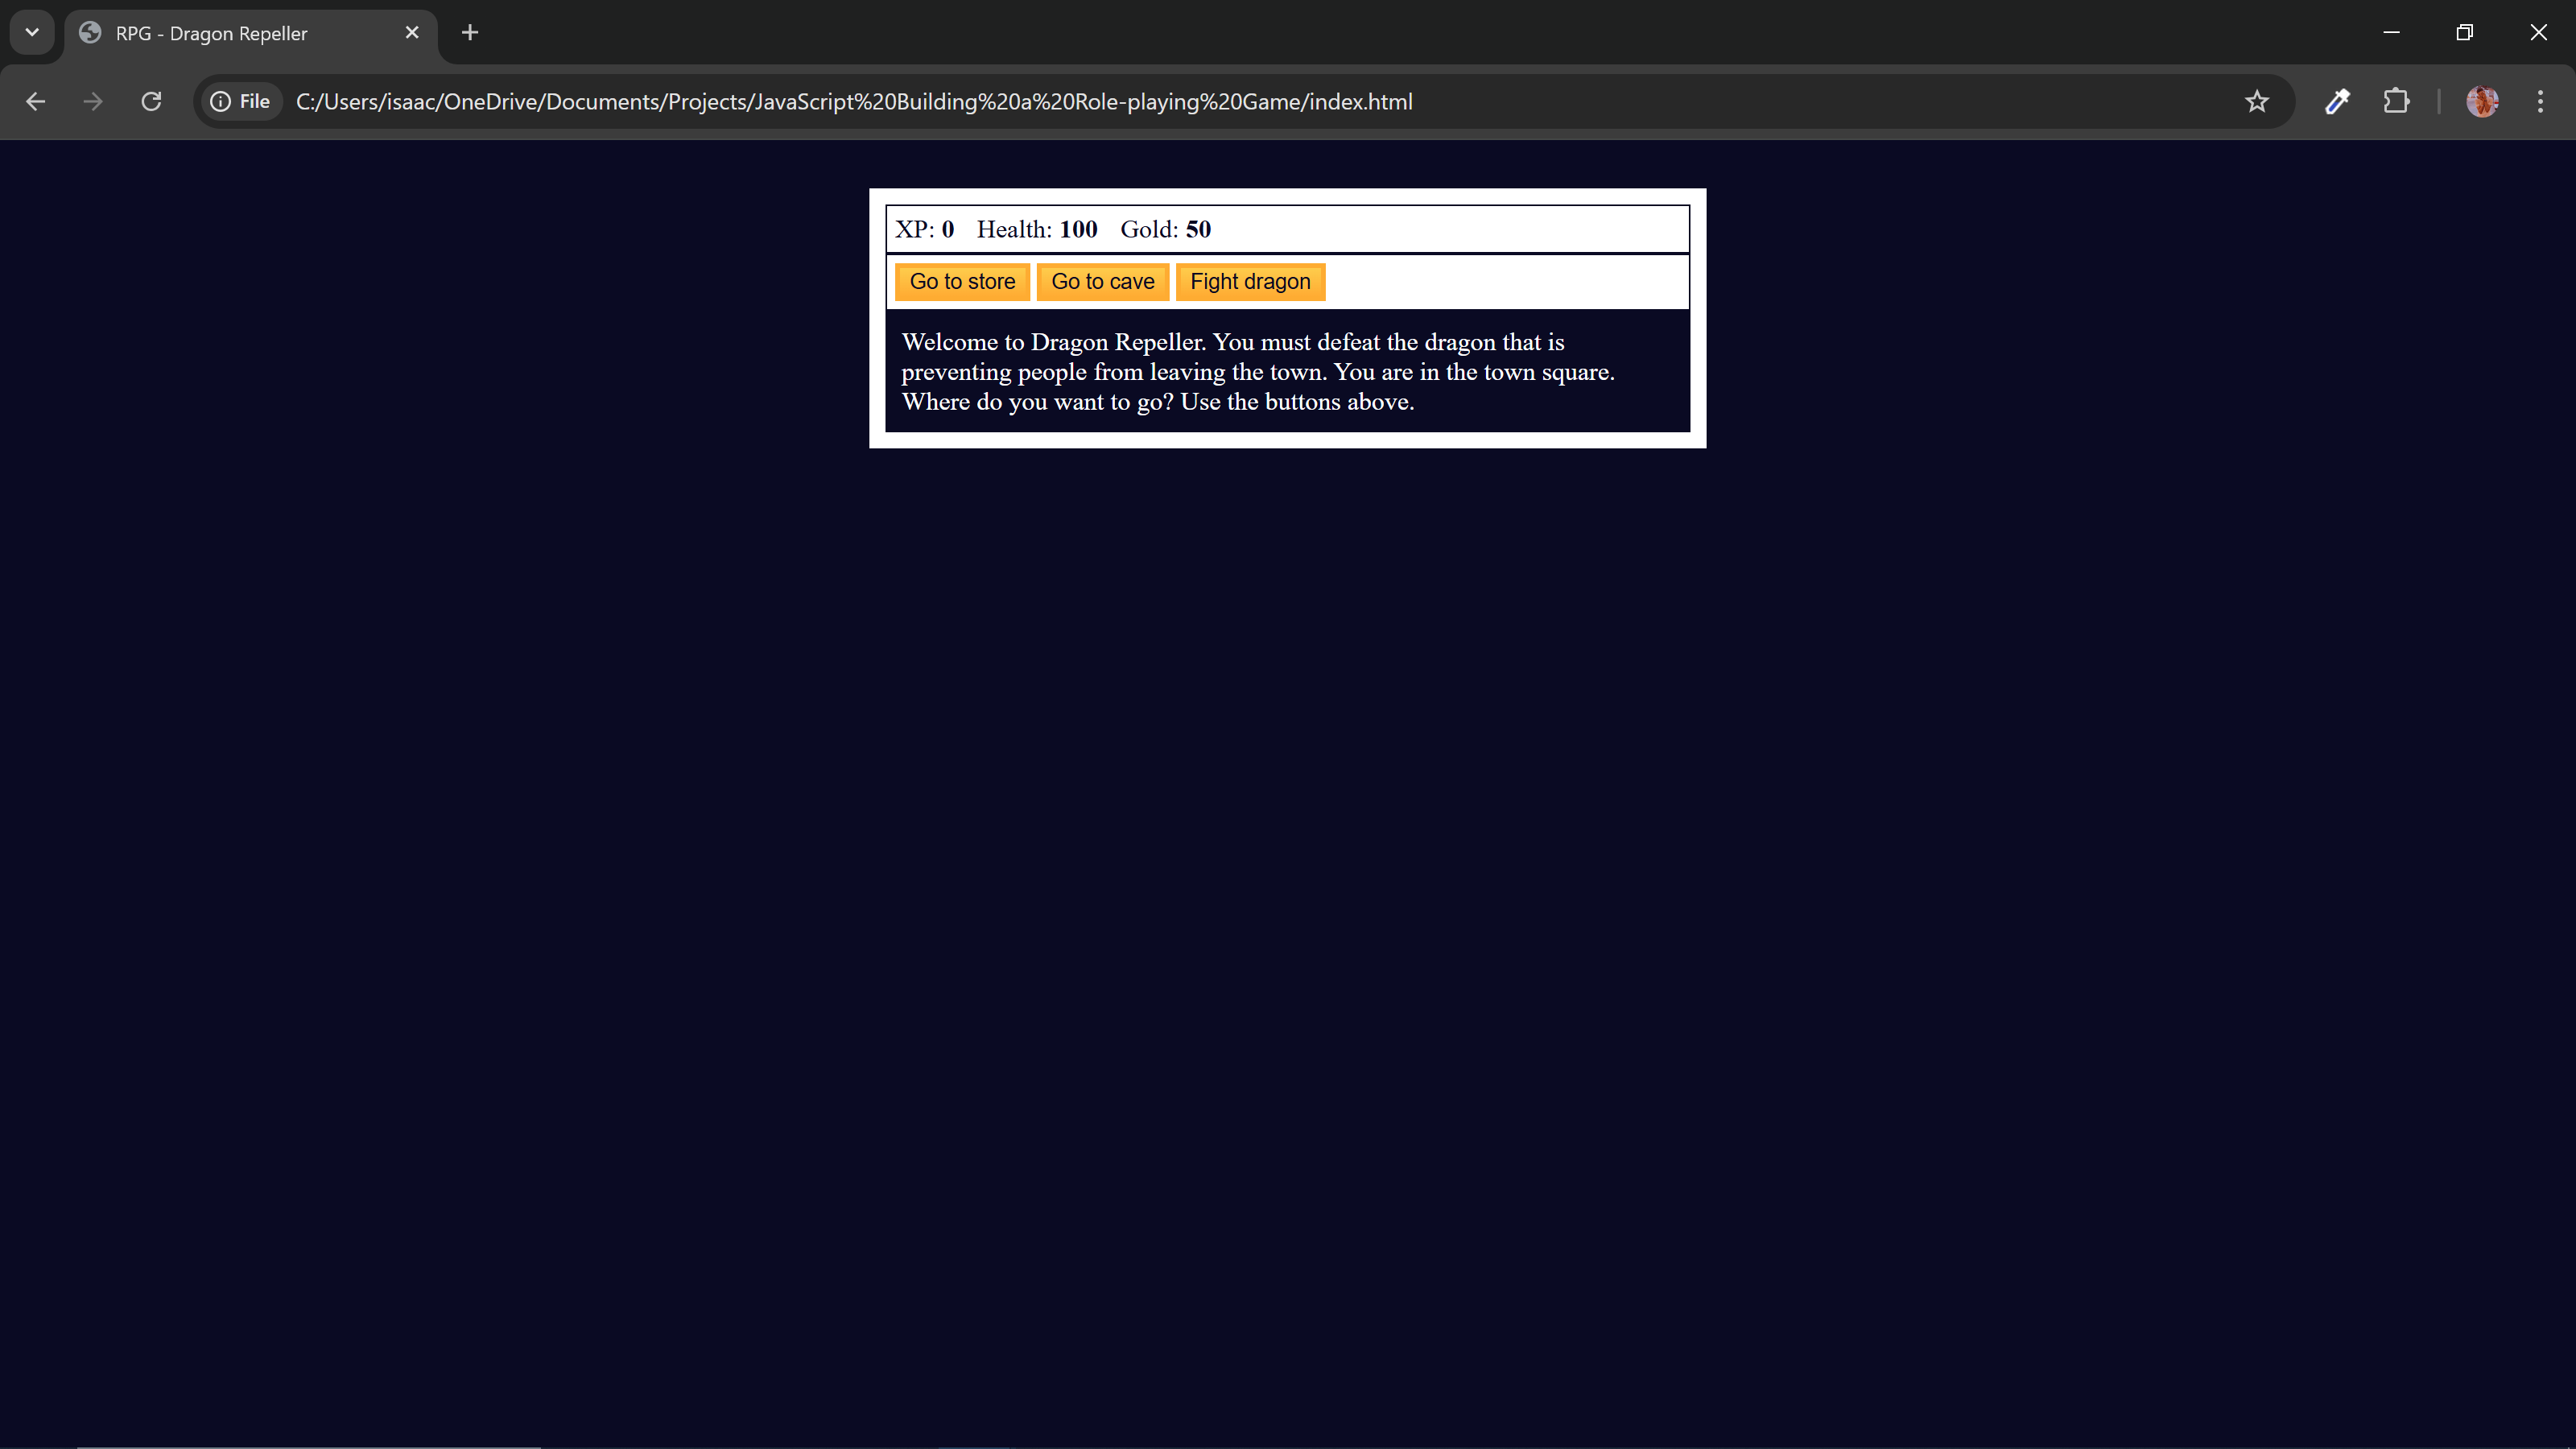 RPG - Dragon Repeller
File C:/Users/isaac/OneDrive/Documents/Projects/JavaScript%20Building%20a%20Role-playing%20Game/index.html
XP: 0 Health: 100 Gold: 50
Go to store Go to cave Fight dragon
Welcome to Dragon Repeller. You must defeat the dragon that is
preventing people from leaving the town. You are in the town square.
Where do you want to go? Use the buttons above.